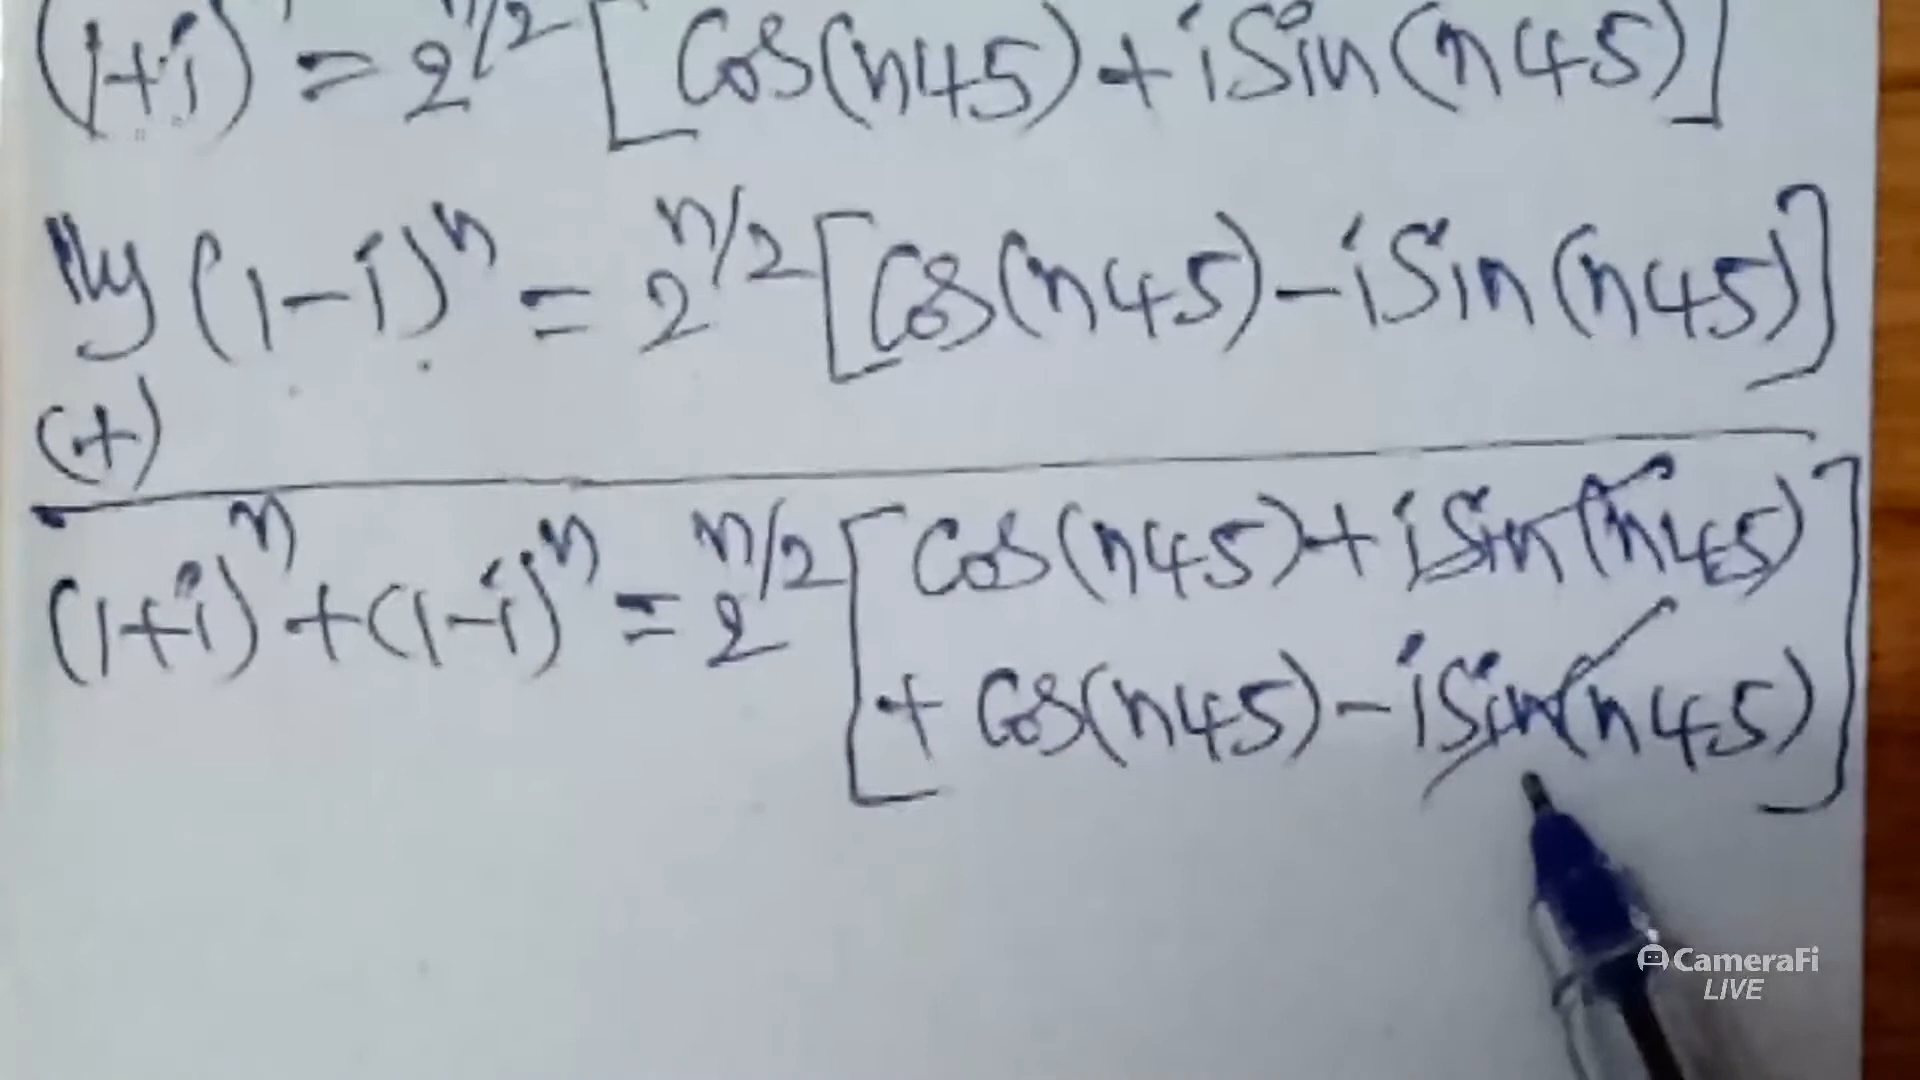 (1+i) = 2^n/2 [Cos(n45)+iSin(n45)]
llly (1-i)^n = 2^n/2 [Cos(n45)-iSin(n45)]
(+)
(1+i)^n+(1-i)^n = 2^n/2 [Cos(n45)+iSin(n45)
+ Cos(n45)-iSin(n45)]
CameraFi
LIVE